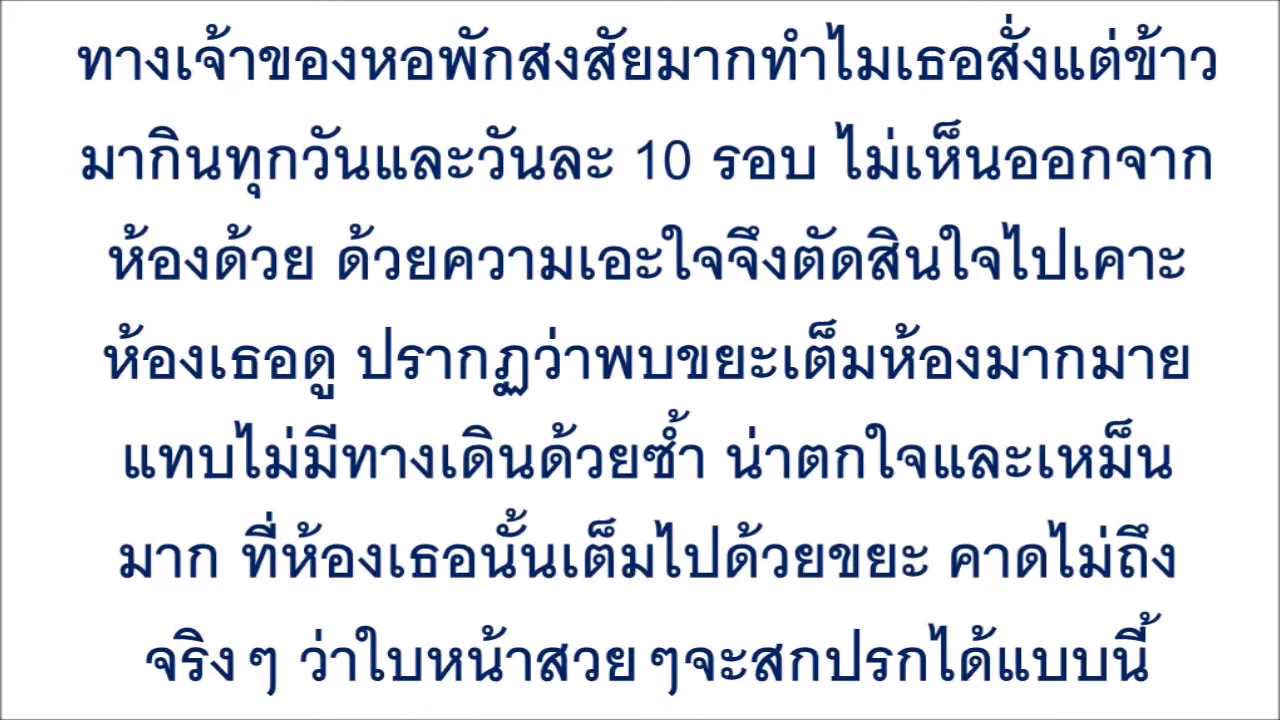 ทางเจ้าของหอพักสงสัยมากทำไมเธอสั่งแต่ข้าว
มากินทุกวันและวันละ 10 รอบ ไม่เห็นออกจาก
ห้องด้วย ด้วยความเอะใจจึงตัดสินใจไปเคาะ
ห้องเธอดู ปรากฏว่าพบขยะเต็มห้องมากมาย
แทบไม่มีทางเดินด้วยซ้ำ น่าตกใจและเหม็น
มาก ที่ห้องเธอนั้นเต็มไปด้วยขยะ คาดไม่ถึง
จริงๆ ว่าใบหน้าสวยๆจะสกปรกได้แบบนี้